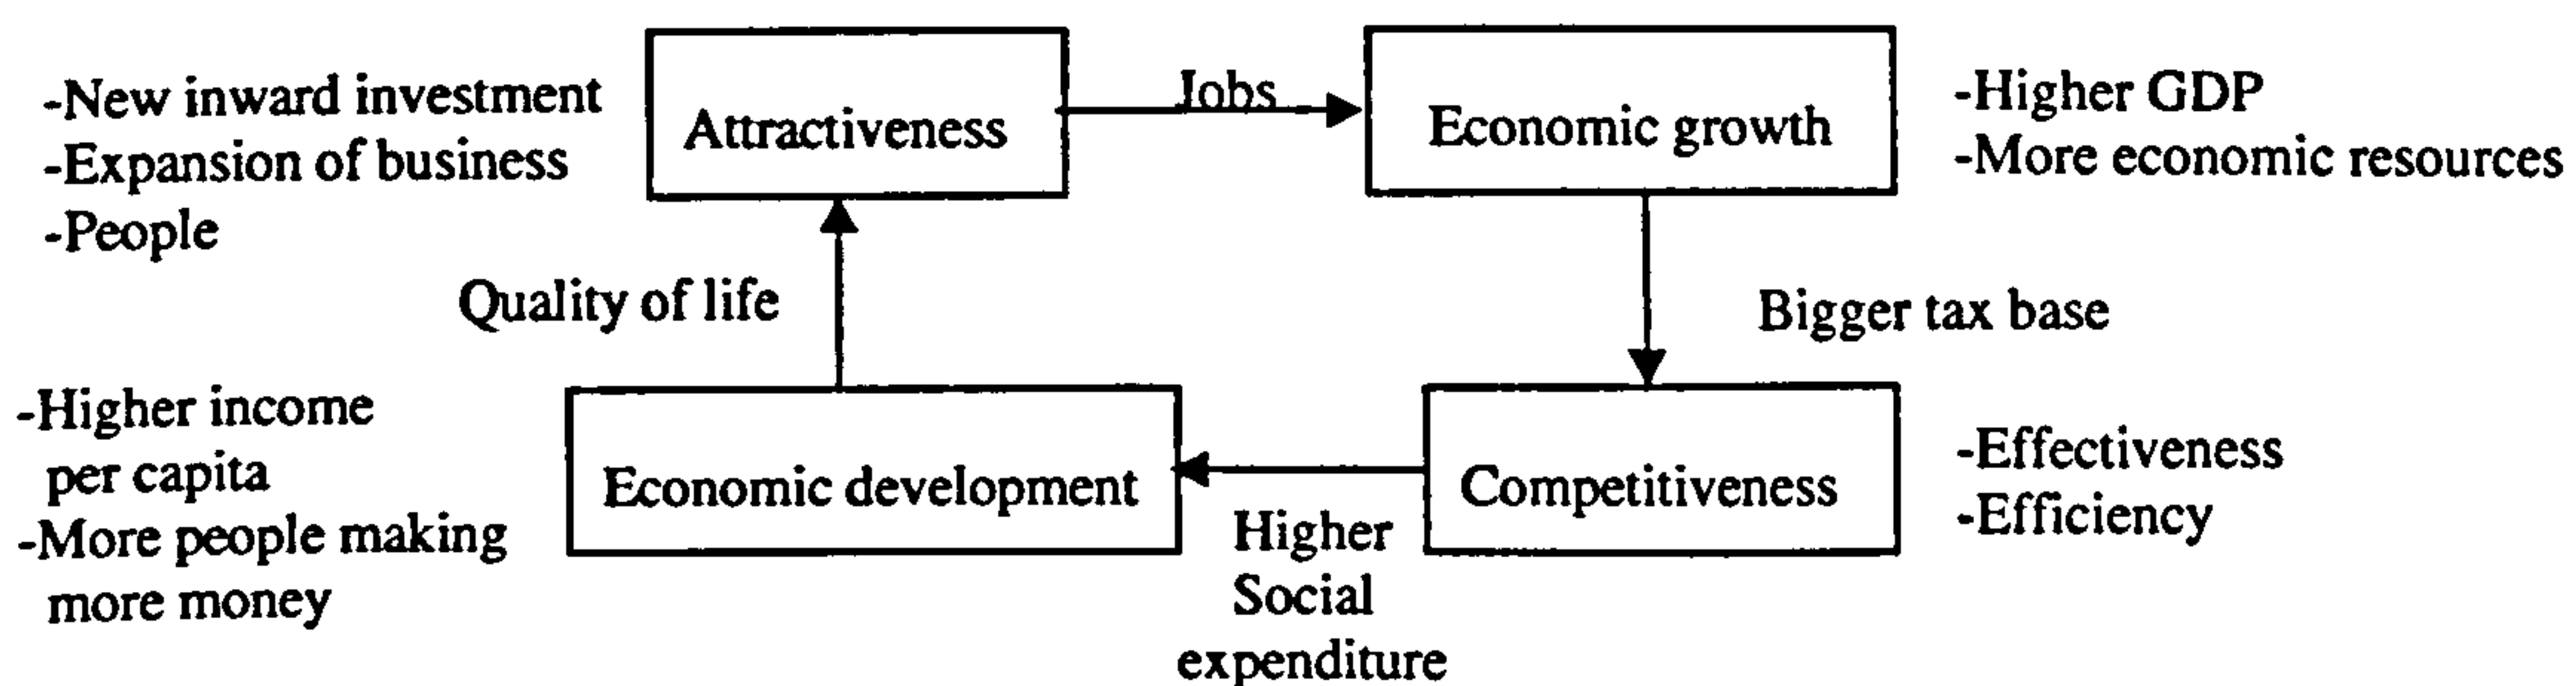 -New inward investment
-Expansion of business
-People
Attractiveness
Jobs
Economic growth
-Higher GDP
-More economic resources
Quality of life
Bigger tax base
-Higher income
per capita
-More people making
more money
Economic development
Higher
Social
expenditure
Competitiveness
-Effectiveness
-Efficiency